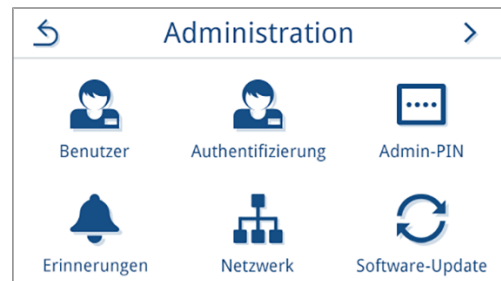 Administration
Benutzer
Authentifizierung
Admin-PIN
Erinnerungen
Netzwerk
Software-Update